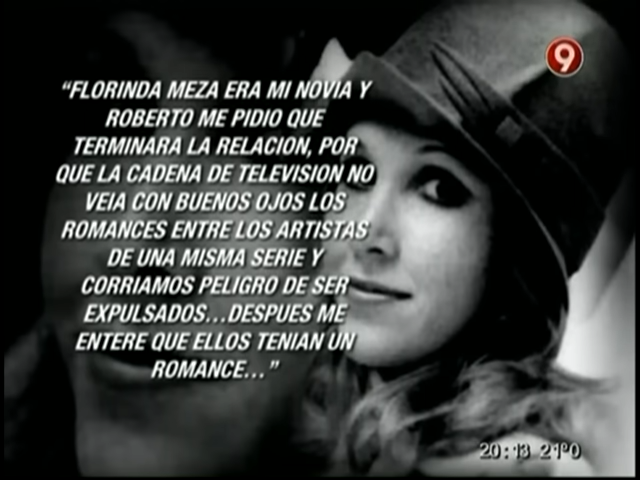 9
“FLORINDA MEZA ERA MI NOVIA Y
ROBERTO ME PIDIO QUE
TERMINARA LA RELACION, POR
QUE LA CADENA DE TELEVISION NO
VEIA CON BUENOS OJOS LOS
ROMANCES ENTRE LOS ARTISTAS
DE UNA MISMA SERIE Y
CORRIAMOS PELIGRO DE SER
EXPULSADOS...DESPUES ME
ENTERE QUE ELLOS TENIAN UN
ROMANCE...”
20:13 21º0